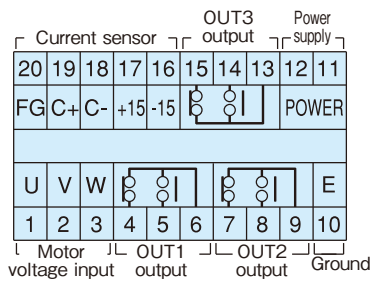 OUT3 Power
Current sensor output supply
20 19 18 17 16 15 14 13 12 11
FG C+ C- +15 -15 POWER
U V W E
1 2 3 4 5 6 7 8 9 10
Motor OUT1 OUT2 Ground
voltage input output output